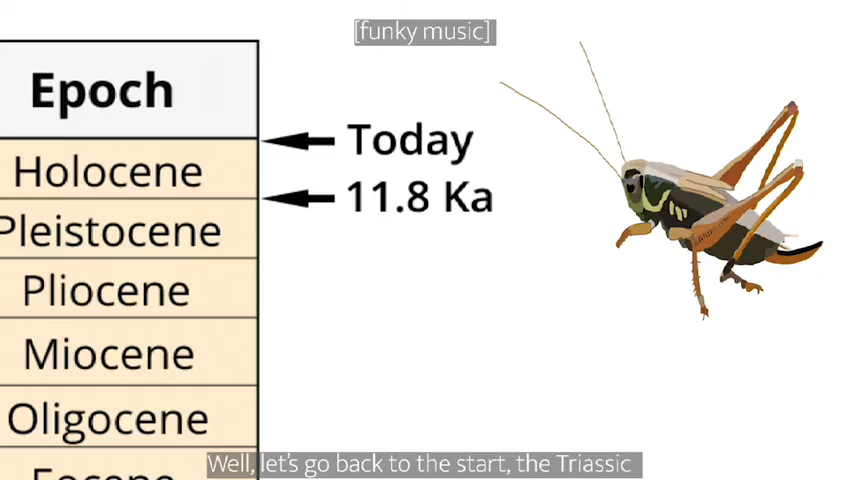 [funky music]
Epoch
Today
Holocene
11.8 Ka
Pleistocene
Pliocene
Miocene
Oligocene
Eocene
Well, let's go back to the start, the Triassic